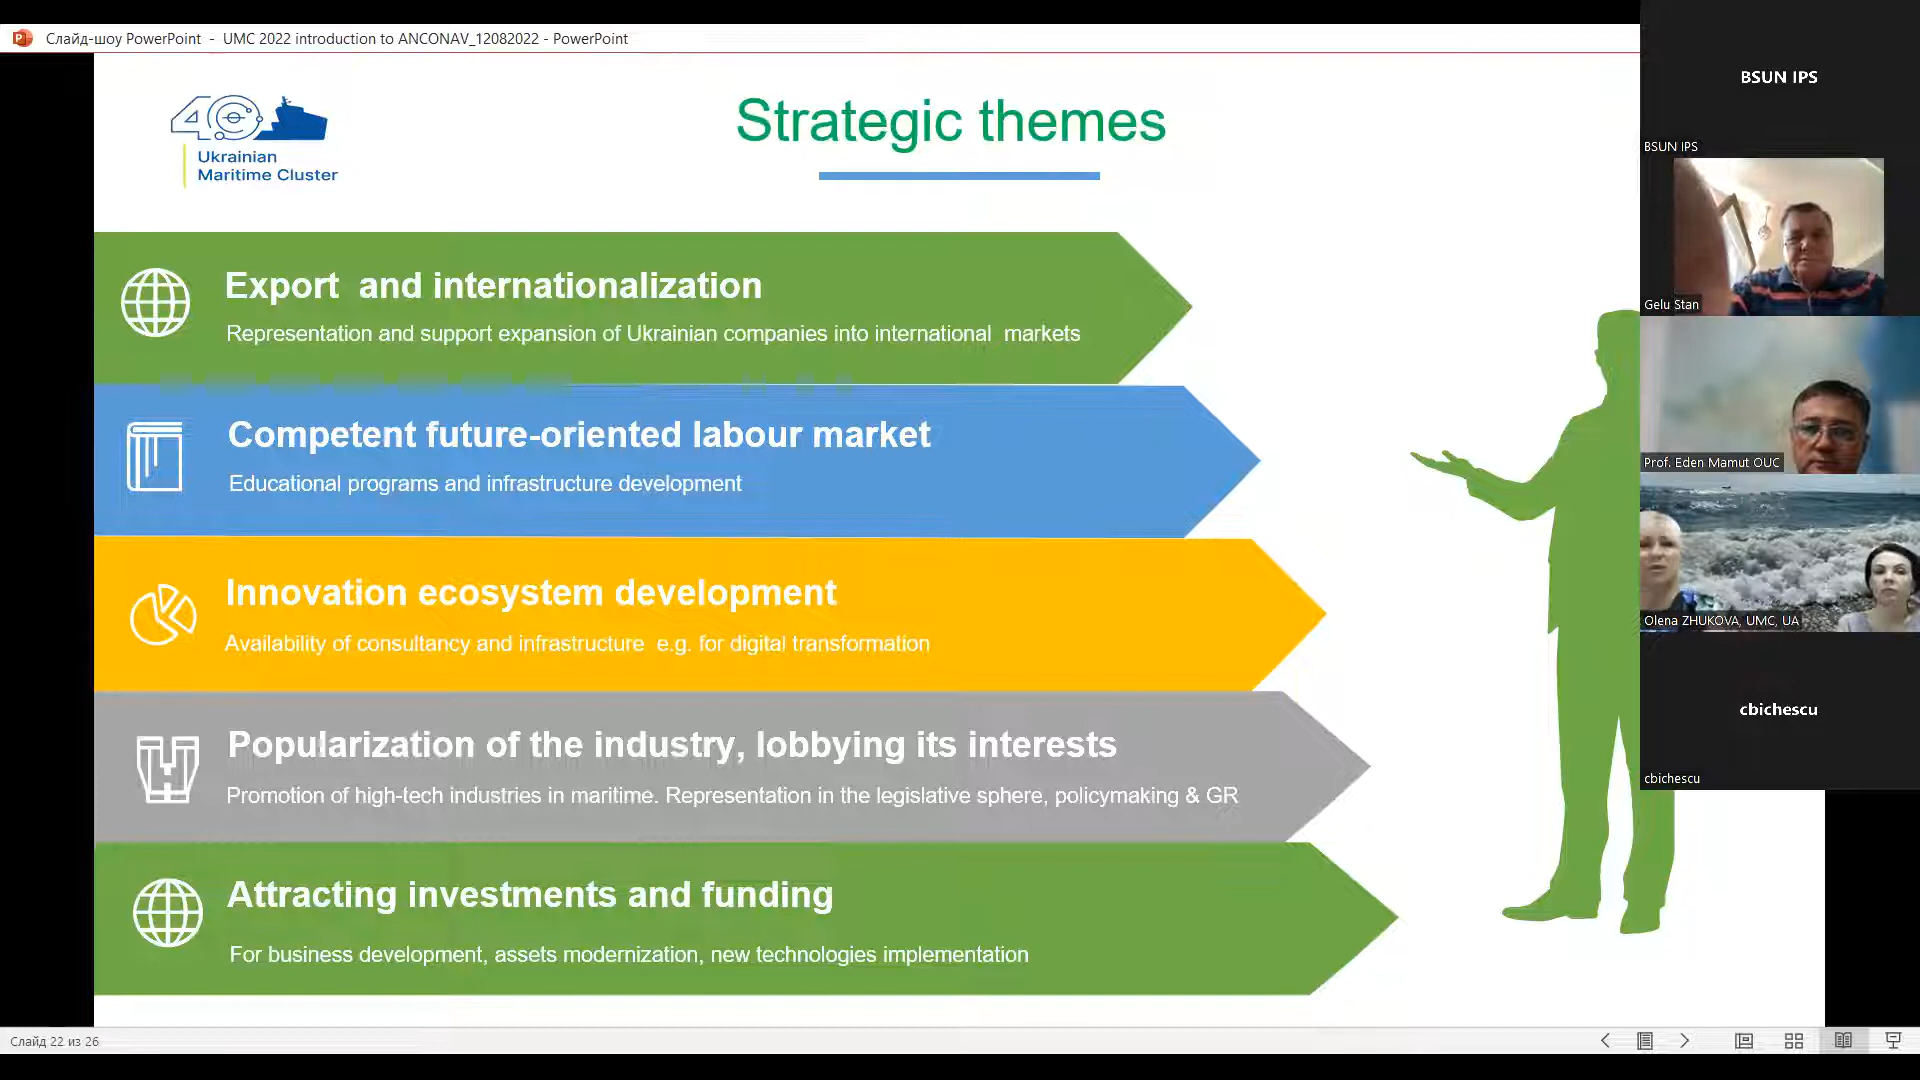 Слайд-шоу PowerPoint - UMC 2022 introduction to ANCONAV_12082022 - PowerPoint
Ukrainian
Maritime Cluster
Strategic themes
Export and internationalization
Representation and support expansion of Ukrainian companies into international markets
Competent future-oriented labour market
Educational programs and infrastructure development
Innovation ecosystem development
Availability of consultancy and infrastructure e.g. for digital transformation
Popularization of the industry, lobbying its interests
Promotion of high-tech industries in maritime. Representation in the legislative sphere, policymaking & GR
Attracting investments and funding
For business development, assets modernization, new technologies implementation
BSUN IPS
BSUN IPS
Gelu Stan
Prof. Eden Mamut OUC
Olena ZHUKOVA, UMC, UA
cbichescu
cbichescu
Слайд 22 из 26